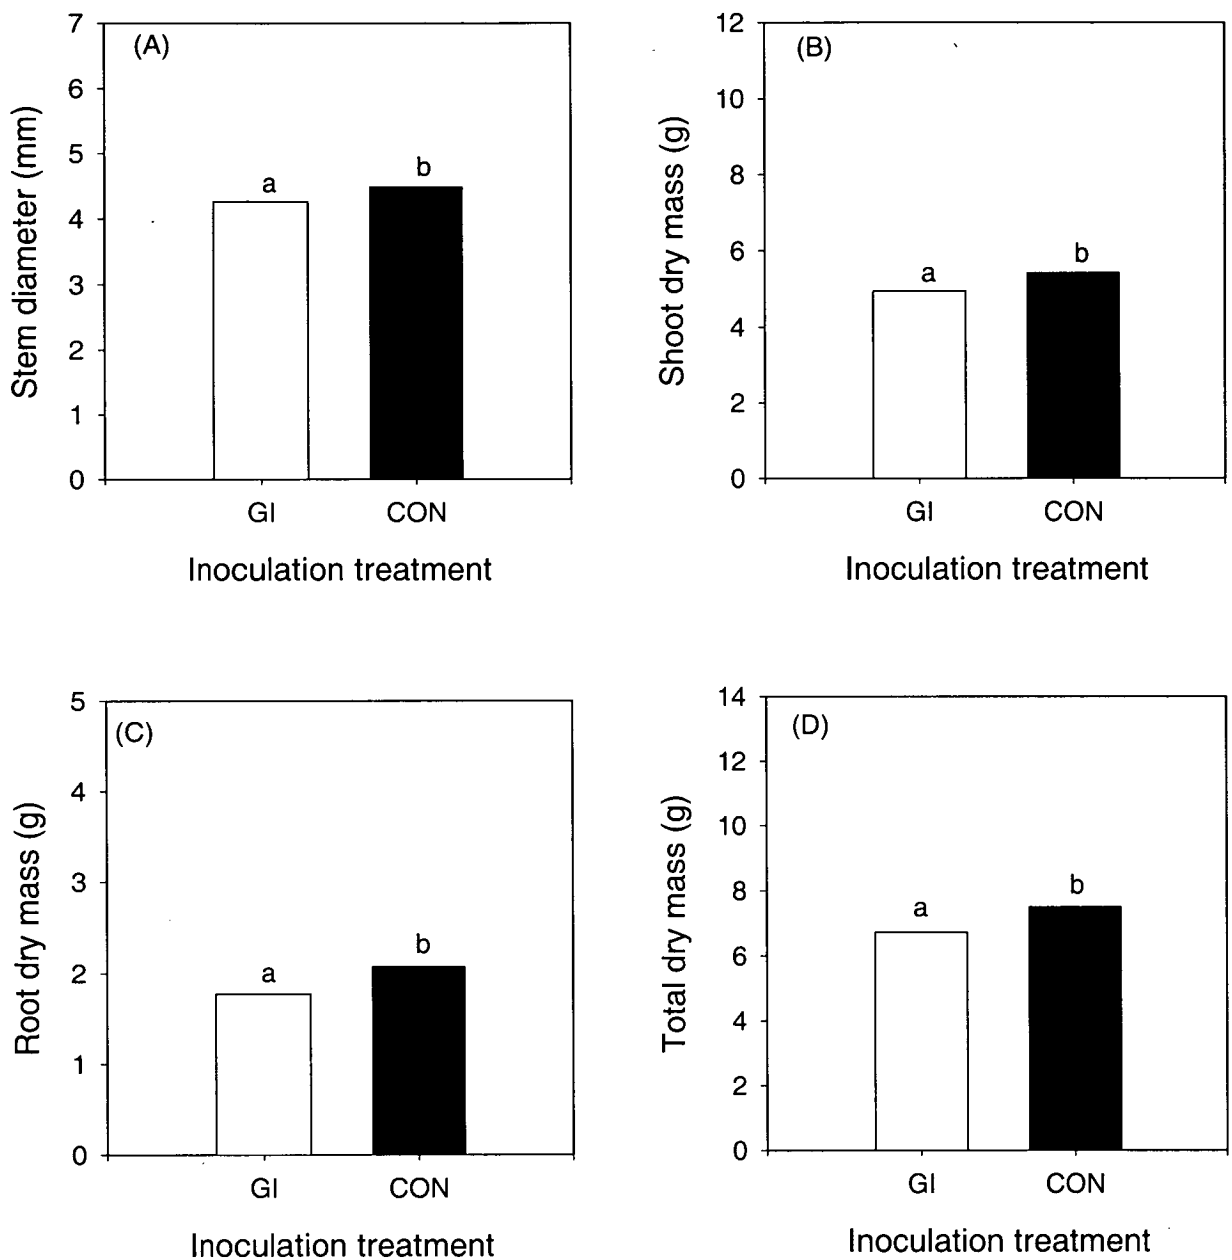 (A)
Stem diameter (mm)
7
6
5
4
3
2
1
0
a
b
GI
CON
Inoculation treatment
(B)
Shoot dry mass (g)
12
10
8
6
4
2
0
a
b
GI
CON
Inoculation treatment
(C)
Root dry mass (g)
5
4
3
2
1
0
a
b
GI
CON
Inoculation treatment
(D)
Total dry mass (g)
14
12
10
8
6
4
2
0
a
b
GI
CON
Inoculation treatment